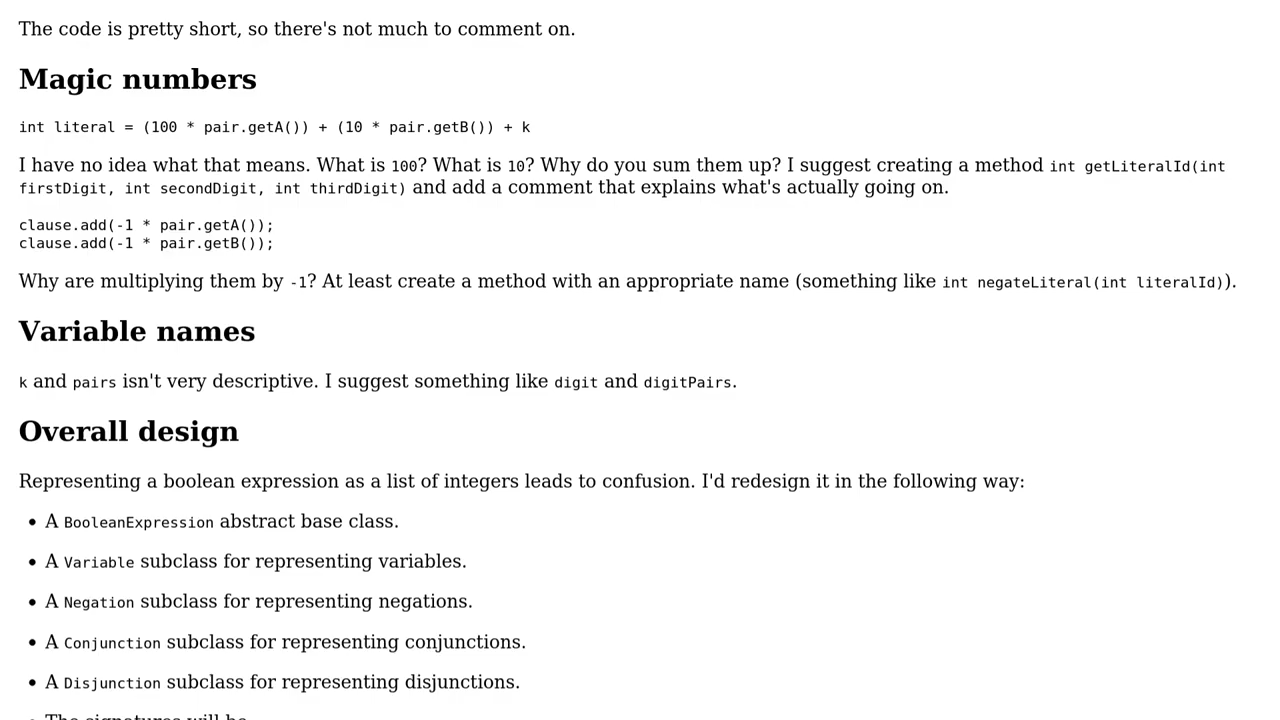 The code is pretty short, so there's not much to comment on.
Magic numbers
int literal = (100 * pair.getA()) + (10 * pair.getB()) + k
I have no idea what that means. What is 100? What is 10? Why do you sum them up? I suggest creating a method int getLiteralId(int
firstDigit, int secondDigit, int thirdDigit) and add a comment that explains what's actually going on.
clause.add(-1 * pair.getA());
clause.add(-1 * pair.getB());
Why are multiplying them by -1? At least create a method with an appropriate name (something like int negateLiteral(int literalId)).
Variable names
k and pairs isn't very descriptive. I suggest something like digit and digitPairs.
Overall design
Representing a boolean expression as a list of integers leads to confusion. I'd redesign it in the following way:
• A BooleanExpression abstract base class.
• A Variable subclass for representing variables.
• A Negation subclass for representing negations.
• A Conjunction subclass for representing conjunctions.
• A Disjunction subclass for representing disjunctions.
• The signatures will be